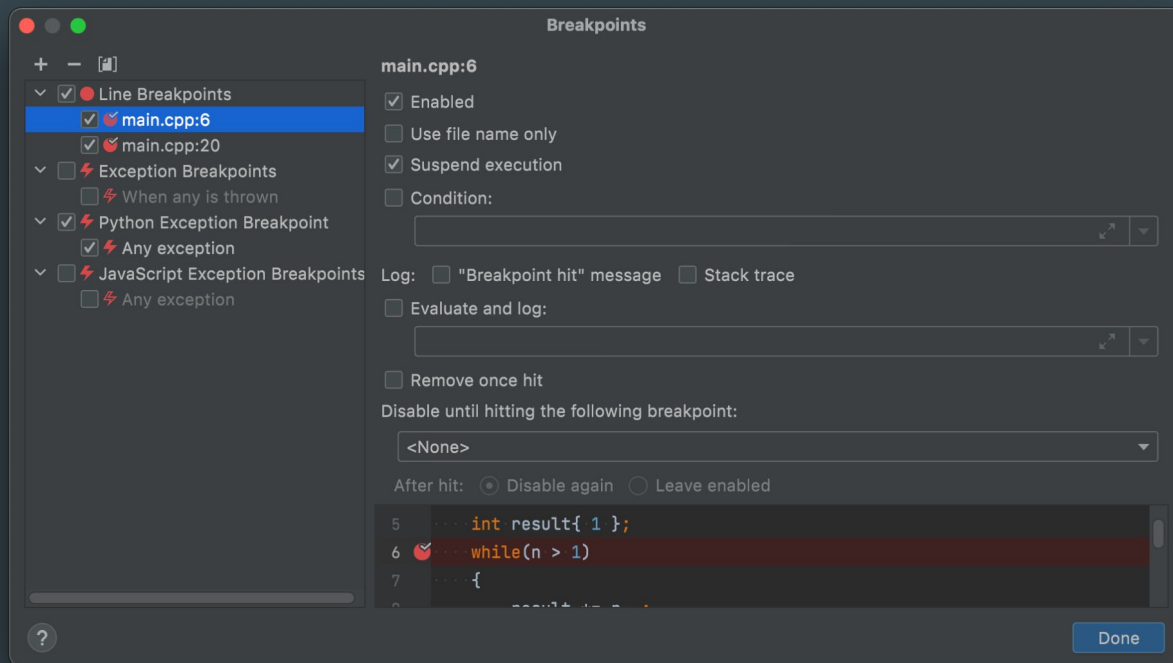 Breakpoints
main.cpp:6
Line Breakpoints
main.cpp:6
main.cpp:20
Exception Breakpoints
When any is thrown
Python Exception Breakpoint
Any exception
JavaScript Exception Breakpoints
Any exception
Enabled
Use file name only
Suspend execution
Condition:
Log: "Breakpoint hit" message Stack trace
Evaluate and log:
Remove once hit
Disable until hitting the following breakpoint:
<None>
After hit: Disable again Leave enabled
5 int result{ 1 };
6 while(n > 1)
7 {
? Done